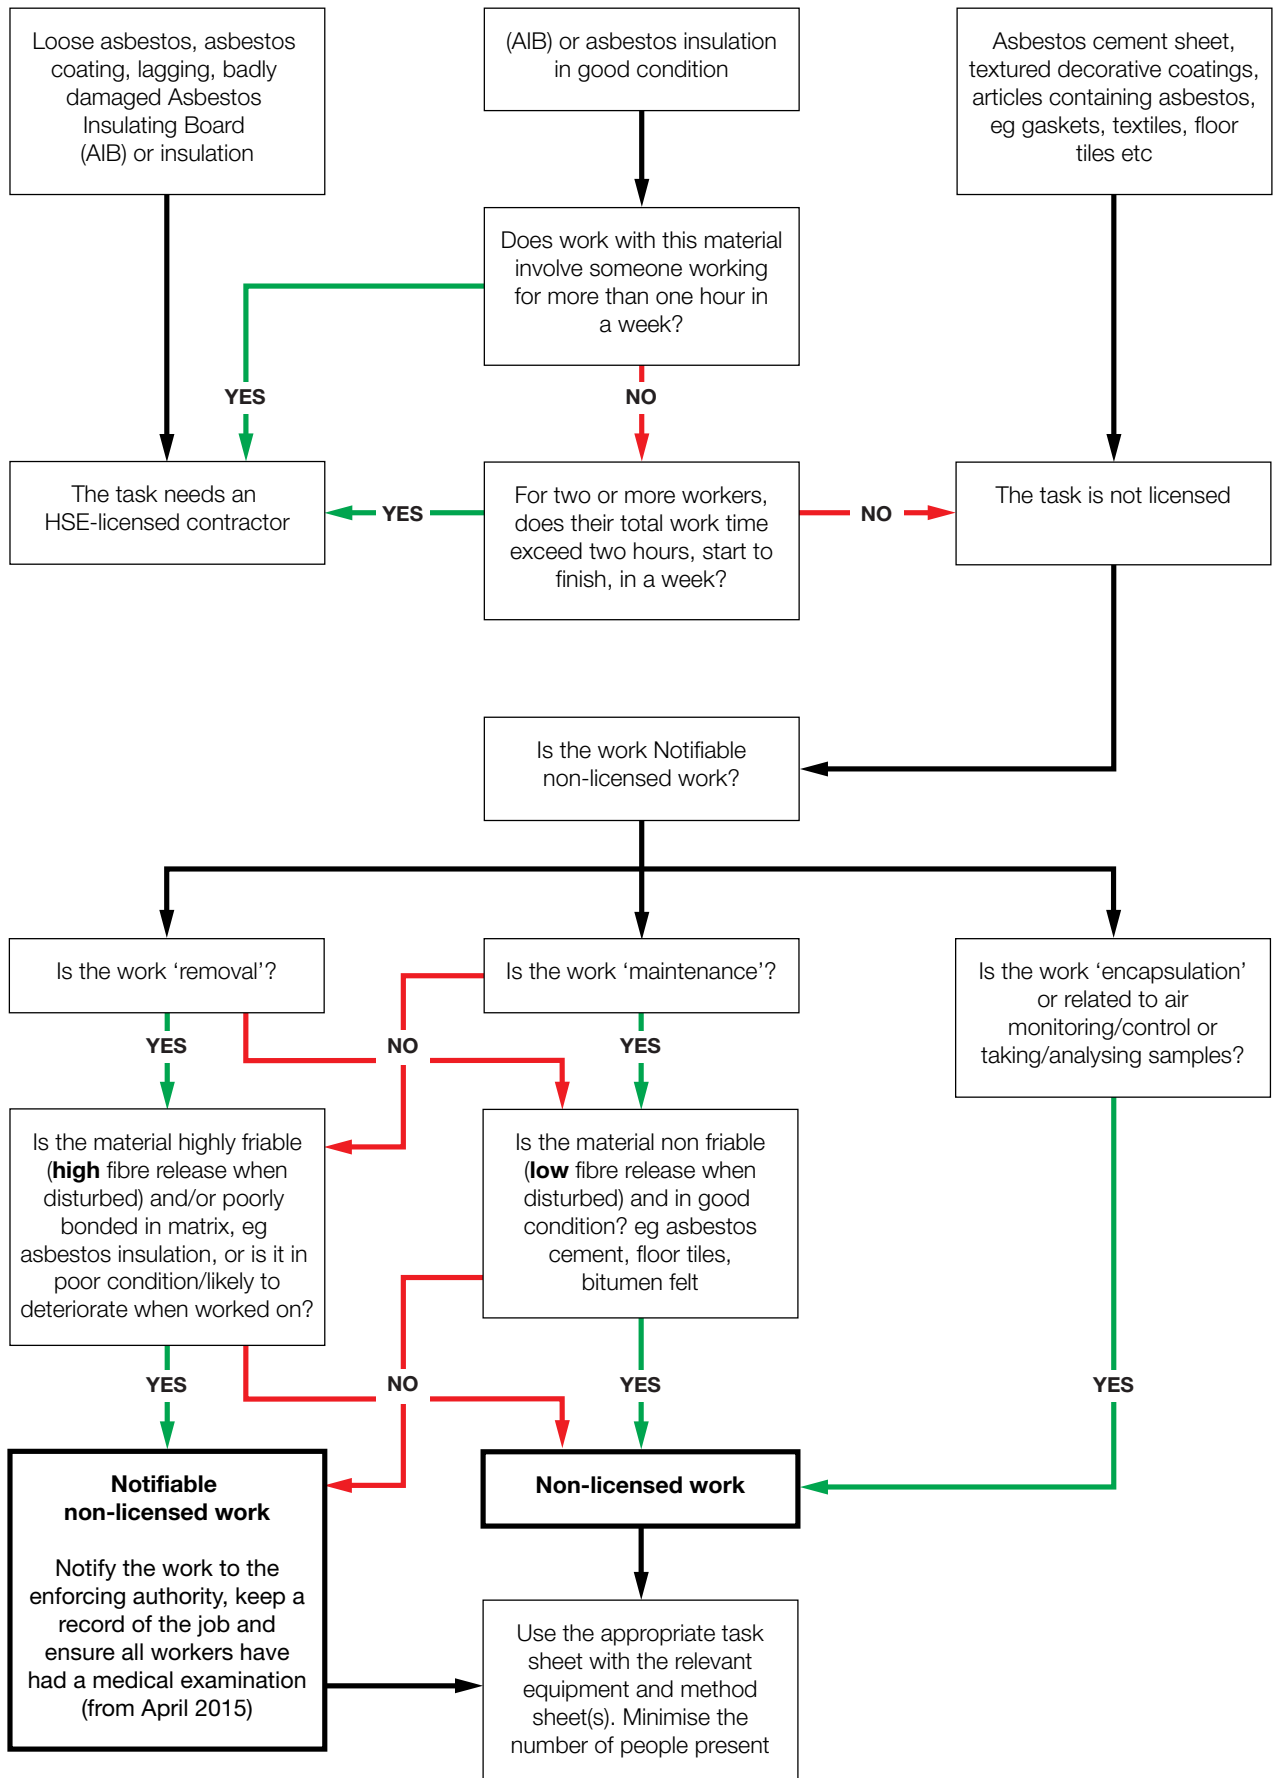 Loose asbestos, asbestos
coating, lagging, badly
damaged Asbestos
Insulating Board
(AIB) or insulation
(AIB) or asbestos insulation
in good condition
Asbestos cement sheet,
textured decorative coatings,
articles containing asbestos,
eg gaskets, textiles, floor
tiles etc
Does work with this material
involve someone working
for more than one hour in
a week?
YES
NO
The task needs an
HSE-licensed contractor
YES
For two or more workers,
does their total work time
exceed two hours, start to
finish, in a week?
NO
The task is not licensed
Is the work Notifiable
non-licensed work?
Is the work ‘removal’?
Is the work ‘maintenance’?
Is the work ‘encapsulation’
or related to air
monitoring/control or
taking/analysing samples?
YES
NO
YES
Is the material highly friable
(high fibre release when
disturbed) and/or poorly
bonded in matrix, eg
asbestos insulation, or is it in
poor condition/likely to
deteriorate when worked on?
Is the material non friable
(low fibre release when
disturbed) and in good
condition? eg asbestos
cement, floor tiles,
bitumen felt
YES
NO
YES
YES
Notifiable
non-licensed work
Notify the work to the
enforcing authority, keep a
record of the job and
ensure all workers have
had a medical examination
(from April 2015)
Non-licensed work
Use the appropriate task
sheet with the relevant
equipment and method
sheet(s). Minimise the
number of people present